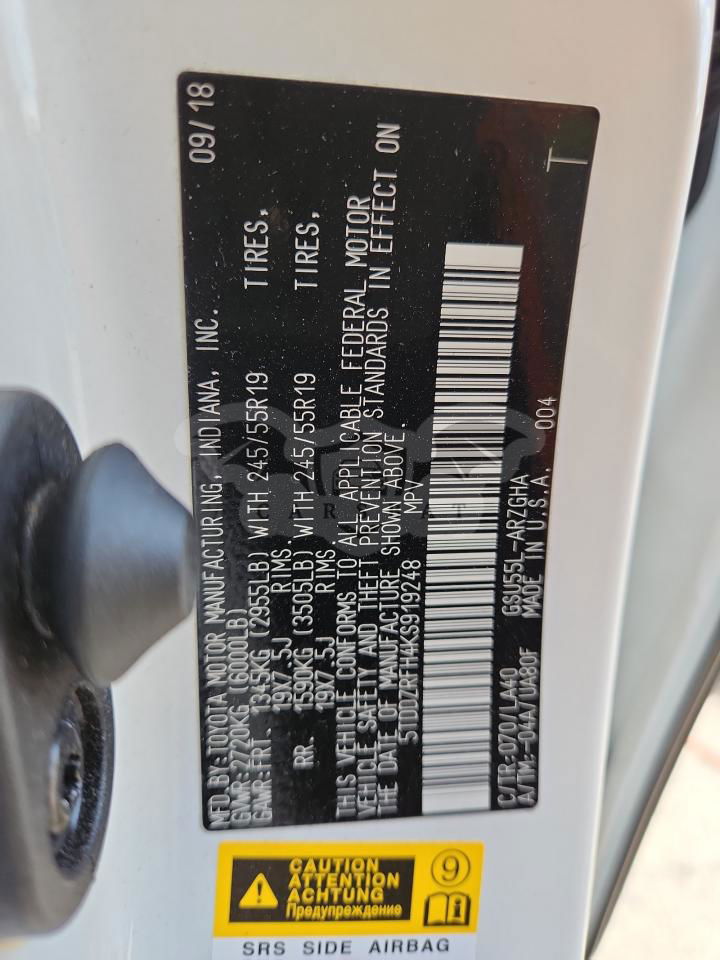 MFD.BY:TOYOTA MOTOR MANUFACTURING, INDIANA, INC. 09/18
GVWR:2720KG (6000LB)
GAWR:FRT. 1345KG (2955LB) WITH 245/55R19 TIRES,
19X7.5J RIMS.
RR. 1590KG (3505LB) WITH 245/55R19 TIRES,
19X7.5J RIMS.
THIS VEHICLE CONFORMS TO ALL APPLICABLE FEDERAL MOTOR
VEHICLE SAFETY AND THEFT PREVENTION STANDARDS IN EFFECT ON
THE DATE OF MANUFACTURE SHOWN ABOVE.
5TDDZRFH4KS919248 MPV
C/TR:070/LA40 GSU55L-ARZGHA
A/TM:-04A/UA80F MADE IN U.S.A. 004 T
CAUTION
ATTENTION
ACHTUNG
Предупреждение
9
SRS SIDE AIRBAG